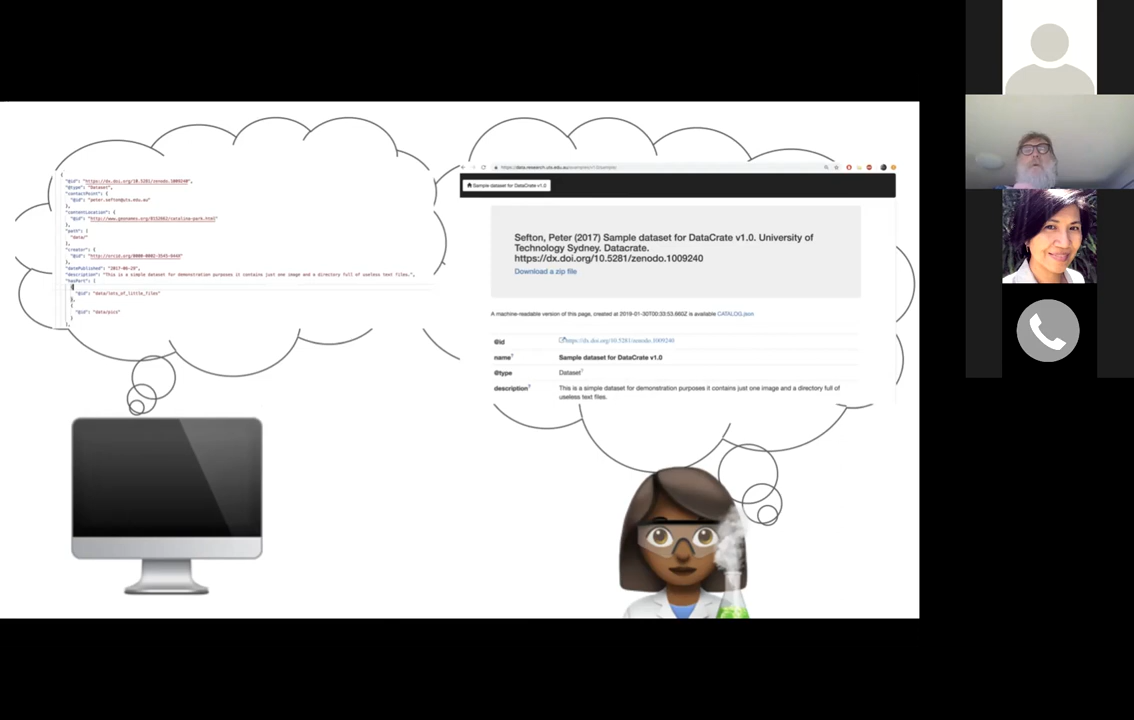 {
"@id": "https://dx.doi.org/10.5281/zenodo.1009240",
"@type": "Dataset",
"contactPoint": {
"@id": "peter.sefton@uts.edu.au"
},
"contentLocation": {
"@id": "http://www.geonames.org/8152662/catalina-park.html"
},
"path": [
"data/"
],
"creator": {
"@id": "http://orcid.org/0000-0002-3545-944X"
},
"datePublished": "2017-06-29",
"description": "This is a simple dataset for demonstration purposes it contains just one image and a directory full of useless text files.",
"hasPart": [
{
"@id": "data/lots_of_little_files"
},
{
"@id": "data/pics"
}
],
Sample dataset for DataCrate v1.0
Sefton, Peter (2017) Sample dataset for DataCrate v1.0. University of
Technology Sydney. Datacrate.
https://dx.doi.org/10.5281/zenodo.1009240
Download a zip file
A machine-readable version of this page, created at 2019-01-30T00:33:53.660Z is available CATALOG.json.
@id https://dx.doi.org/10.5281/zenodo.1009240
name? Sample dataset for DataCrate v1.0
@type Dataset?
description? This is a simple dataset for demonstration purposes it contains just one image and a directory full of
useless text files.